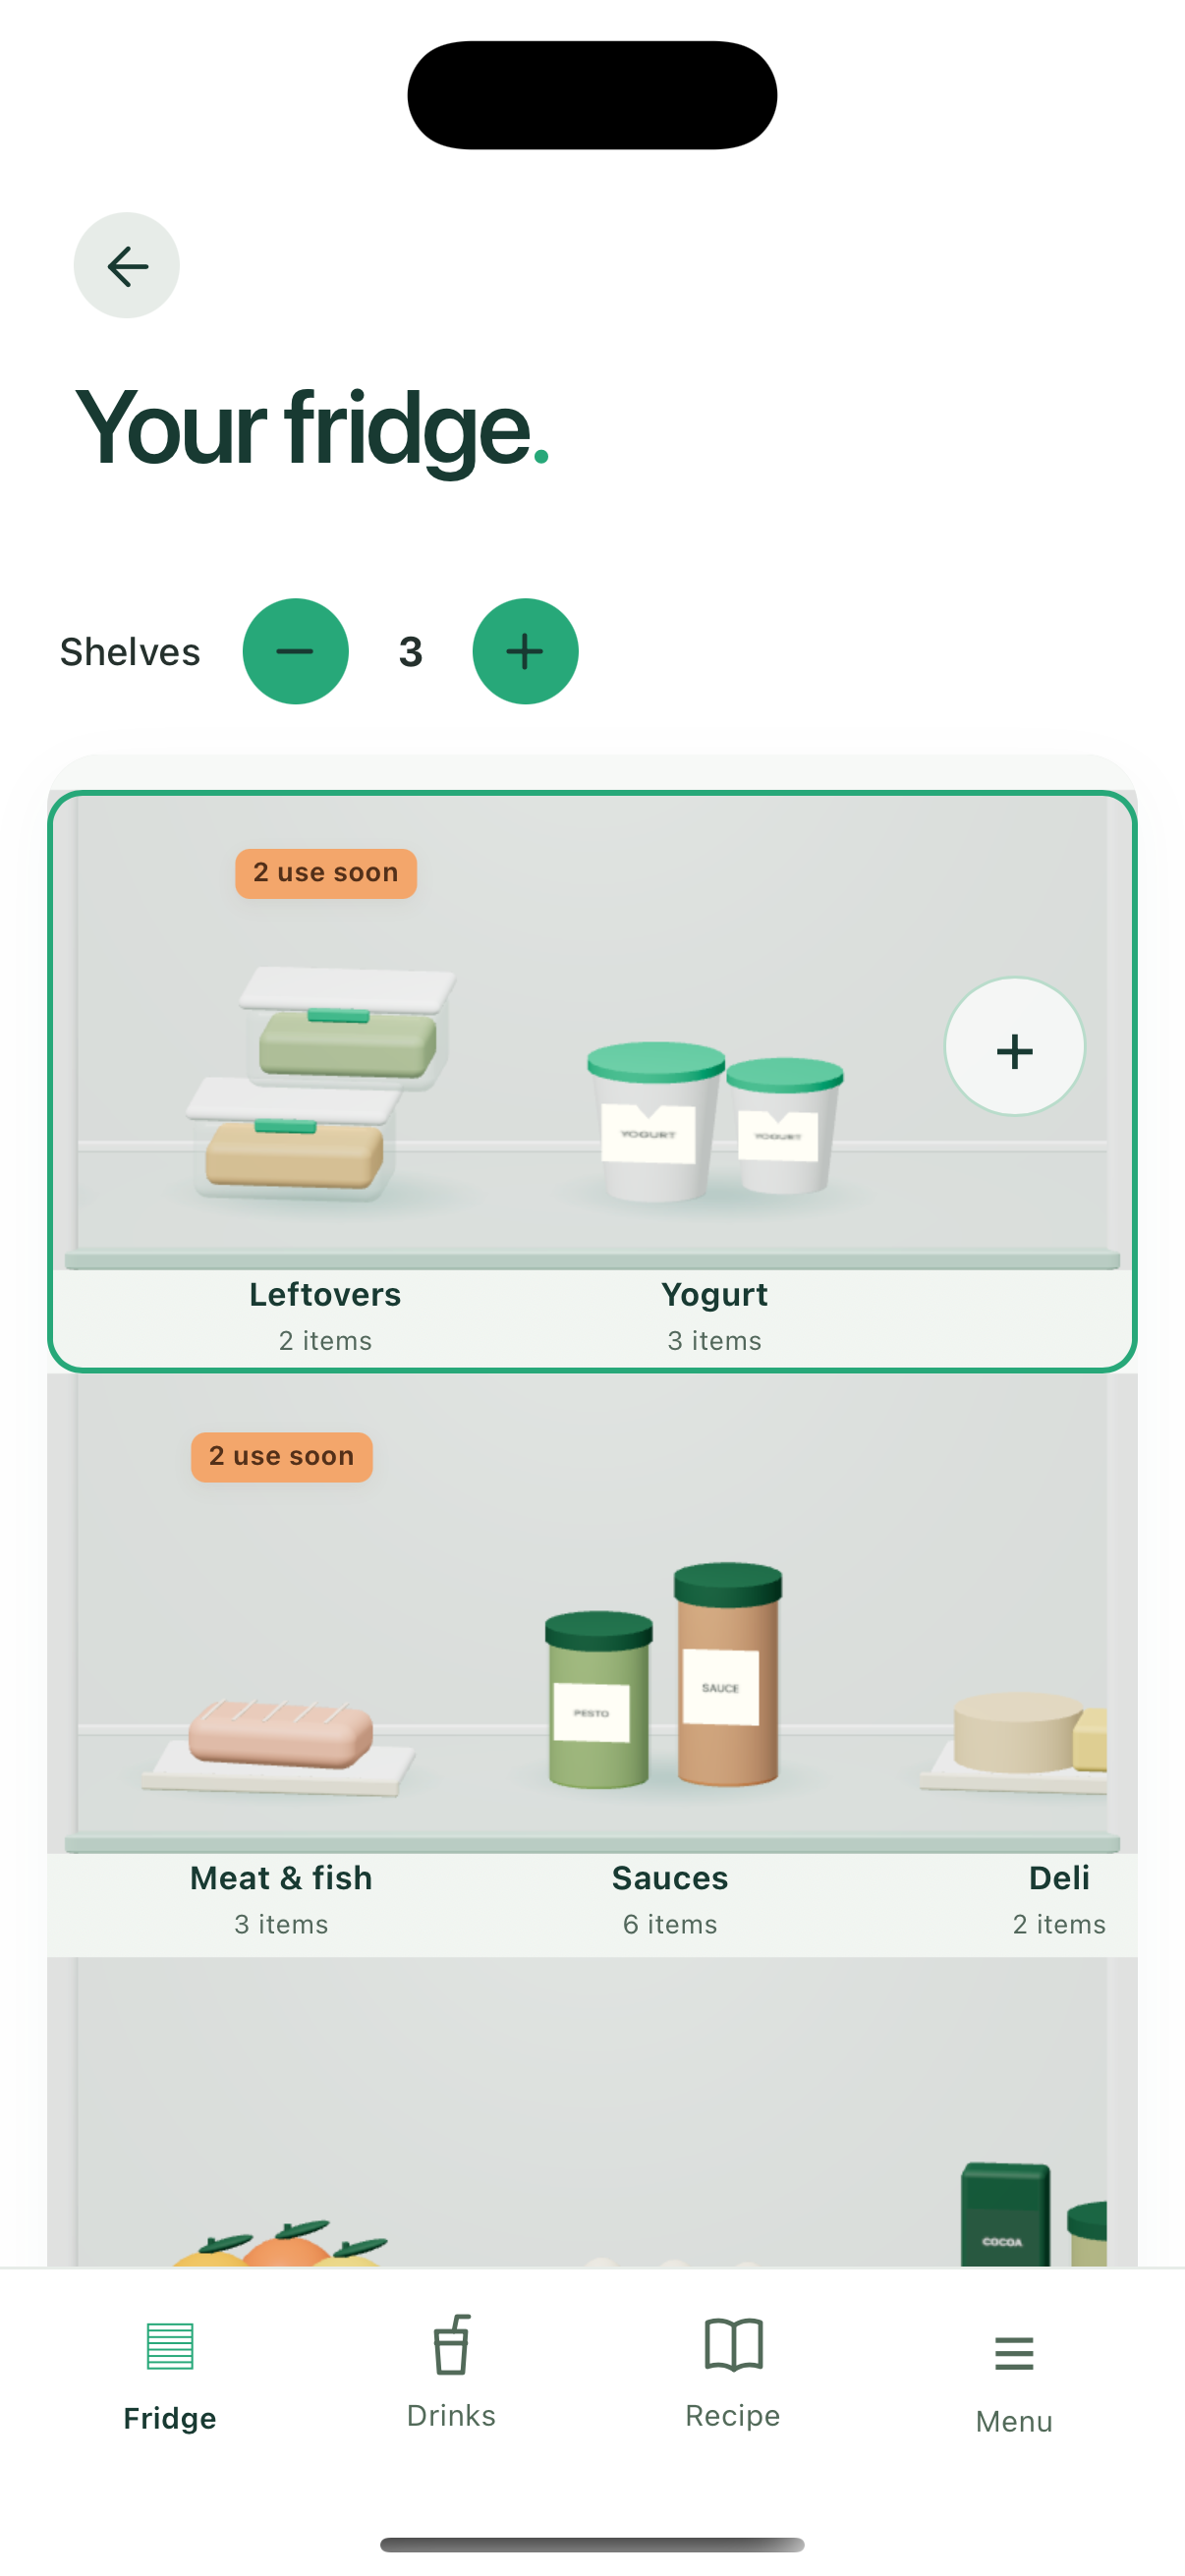 Your fridge.
Shelves 3
2 use soon
YOGURT YOGURT
Leftovers Yogurt
2 items 3 items
2 use soon
SAUCE
PESTO
Meat & fish Sauces Deli
3 items 6 items 2 items
COCOA
Fridge Drinks Recipe Menu